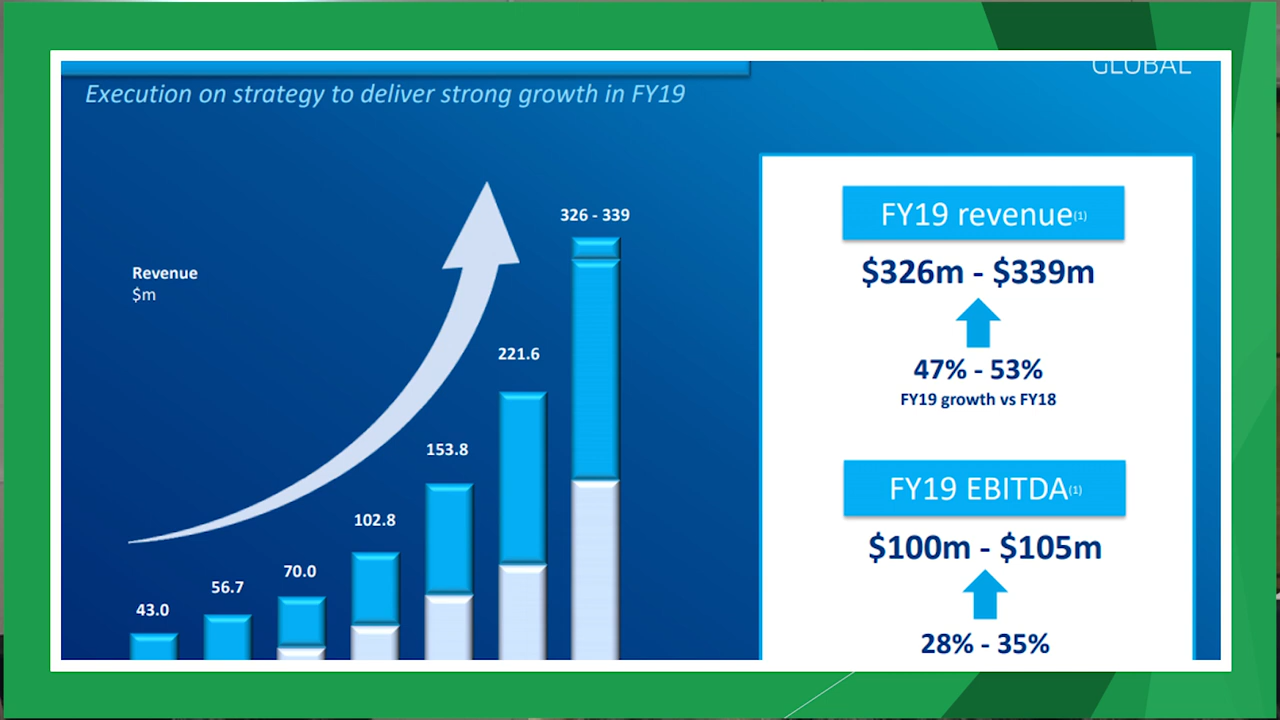 GLOBAL
Execution on strategy to deliver strong growth in FY19
Revenue
$m
43.0
56.7
70.0
102.8
153.8
221.6
326 - 339
FY19 revenue(1)
$326m - $339m
47% - 53%
FY19 growth vs FY18
FY19 EBITDA(1)
$100m - $105m
28% - 35%